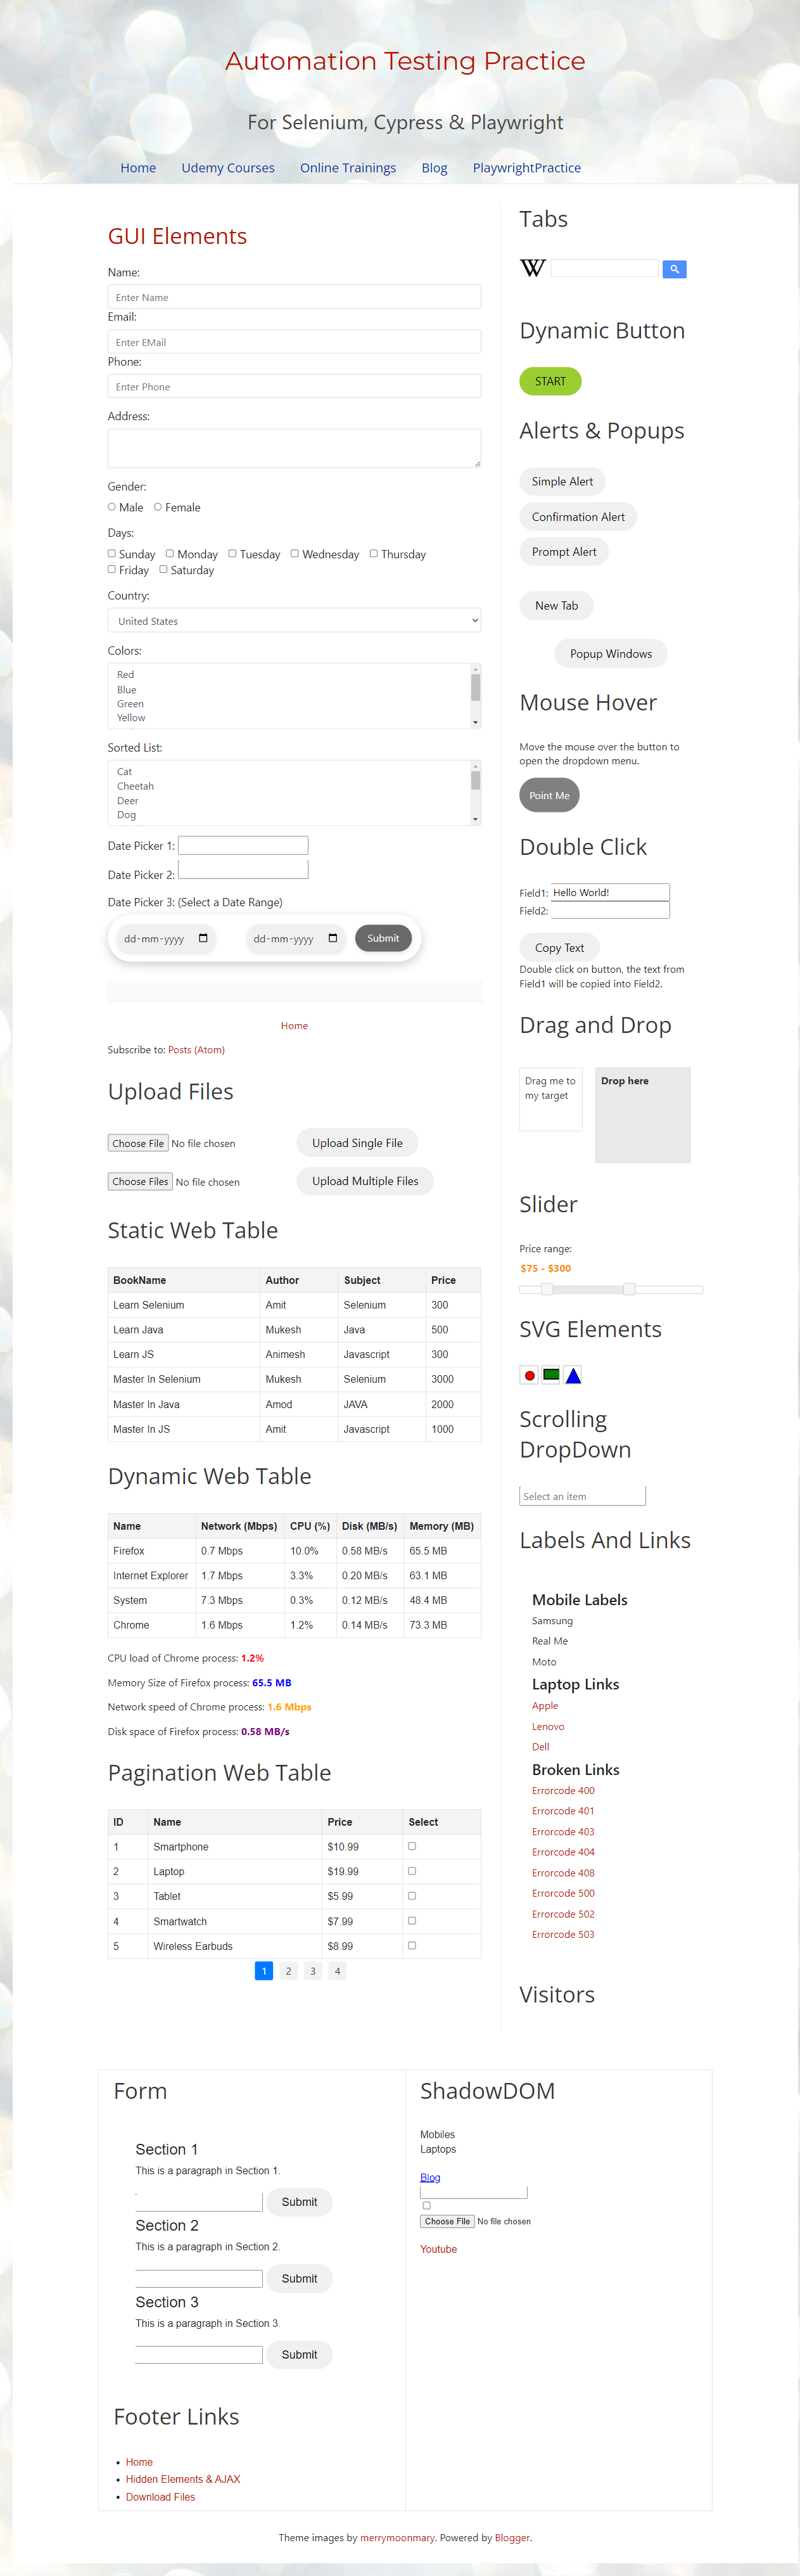 Automation Testing Practice
For Selenium, Cypress & Playwright
Home Udemy Courses Online Trainings Blog PlaywrightPractice
GUI Elements
Name:
Enter Name
Email:
Enter EMail
Phone:
Enter Phone
Address:
Gender:
Male Female
Days:
Sunday Monday Tuesday Wednesday Thursday
Friday Saturday
Country:
United States
Colors:
Red
Blue
Green
Yellow
Sorted List:
Cat
Cheetah
Deer
Dog
Date Picker 1:
Date Picker 2:
Date Picker 3: (Select a Date Range)
dd-mm-yyyy dd-mm-yyyy Submit
Home
Subscribe to: Posts (Atom)
Upload Files
Choose File No file chosen Upload Single File
Choose Files No file chosen Upload Multiple Files
Static Web Table
BookName Author Subject Price
Learn Selenium Amit Selenium 300
Learn Java Mukesh Java 500
Learn JS Animesh Javascript 300
Master In Selenium Mukesh Selenium 3000
Master In Java Amod JAVA 2000
Master In JS Amit Javascript 1000
Dynamic Web Table
Name Network (Mbps) CPU (%) Disk (MB/s) Memory (MB)
Firefox 0.7 Mbps 10.0% 0.58 MB/s 65.5 MB
Internet Explorer 1.7 Mbps 3.3% 0.20 MB/s 63.1 MB
System 7.3 Mbps 0.3% 0.12 MB/s 48.4 MB
Chrome 1.6 Mbps 1.2% 0.14 MB/s 73.3 MB
CPU load of Chrome process: 1.2%
Memory Size of Firefox process: 65.5 MB
Network speed of Chrome process: 1.6 Mbps
Disk space of Firefox process: 0.58 MB/s
Pagination Web Table
ID Name Price Select
1 Smartphone $10.99
2 Laptop $19.99
3 Tablet $5.99
4 Smartwatch $7.99
5 Wireless Earbuds $8.99
1 2 3 4
Tabs
W
Dynamic Button
START
Alerts & Popups
Simple Alert
Confirmation Alert
Prompt Alert
New Tab
Popup Windows
Mouse Hover
Move the mouse over the button to
open the dropdown menu.
Point Me
Double Click
Field1: Hello World!
Field2:
Copy Text
Double click on button, the text from
Field1 will be copied into Field2.
Drag and Drop
Drag me to
my target
Drop here
Slider
Price range:
$75 - $300
SVG Elements
Scrolling
DropDown
Select an item
Labels And Links
Mobile Labels
Samsung
Real Me
Moto
Laptop Links
Apple
Lenovo
Dell
Broken Links
Errorcode 400
Errorcode 401
Errorcode 403
Errorcode 404
Errorcode 408
Errorcode 500
Errorcode 502
Errorcode 503
Visitors
Form
Section 1
This is a paragraph in Section 1.
Submit
Section 2
This is a paragraph in Section 2.
Submit
Section 3
This is a paragraph in Section 3.
Submit
Footer Links
Home
Hidden Elements & AJAX
Download Files
ShadowDOM
Mobiles
Laptops
Blog
Choose File No file chosen
Youtube
Theme images by merrymoonmary. Powered by Blogger.